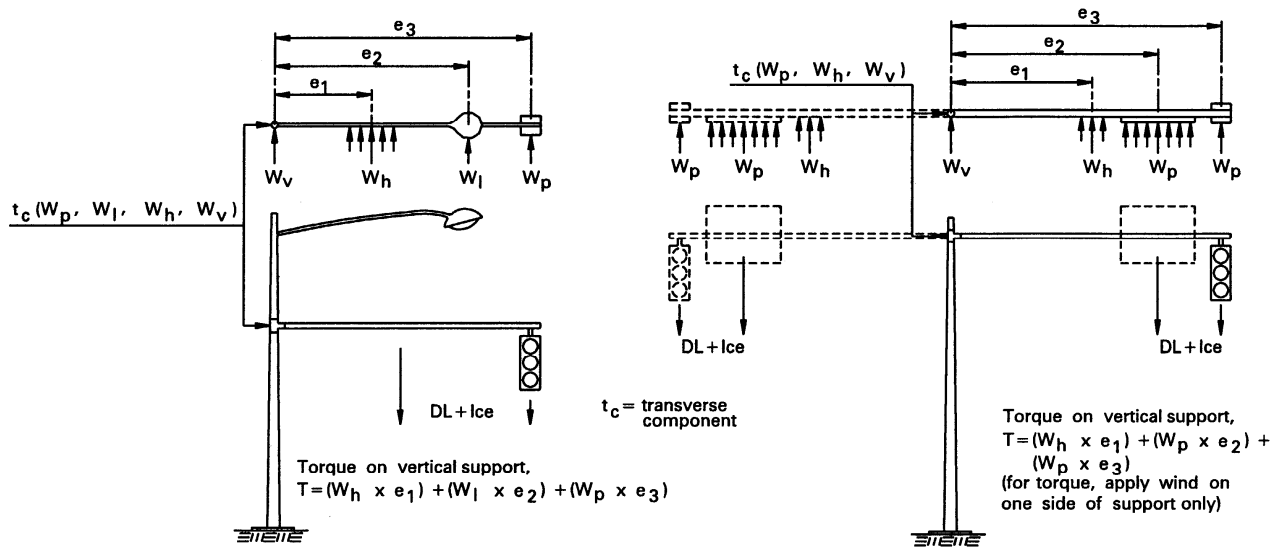 e3
e2
e1
Wv
Wh
Wl
Wp
tc (Wp, Wl, Wh, Wv)
DL+Ice
Torque on vertical support,
T=(Wh x e1)+(Wl x e2)+(Wp x e3)
tc= transverse
component
e3
e2
e1
tc (Wp, Wh, Wv)
Wp
Wp
Wh
Wv
Wh
Wp
Wp
DL+Ice
DL+Ice
Torque on vertical support,
T=(Wh x e1)+(Wp x e2)+
(Wp x e3)
(for torque, apply wind on
one side of support only)